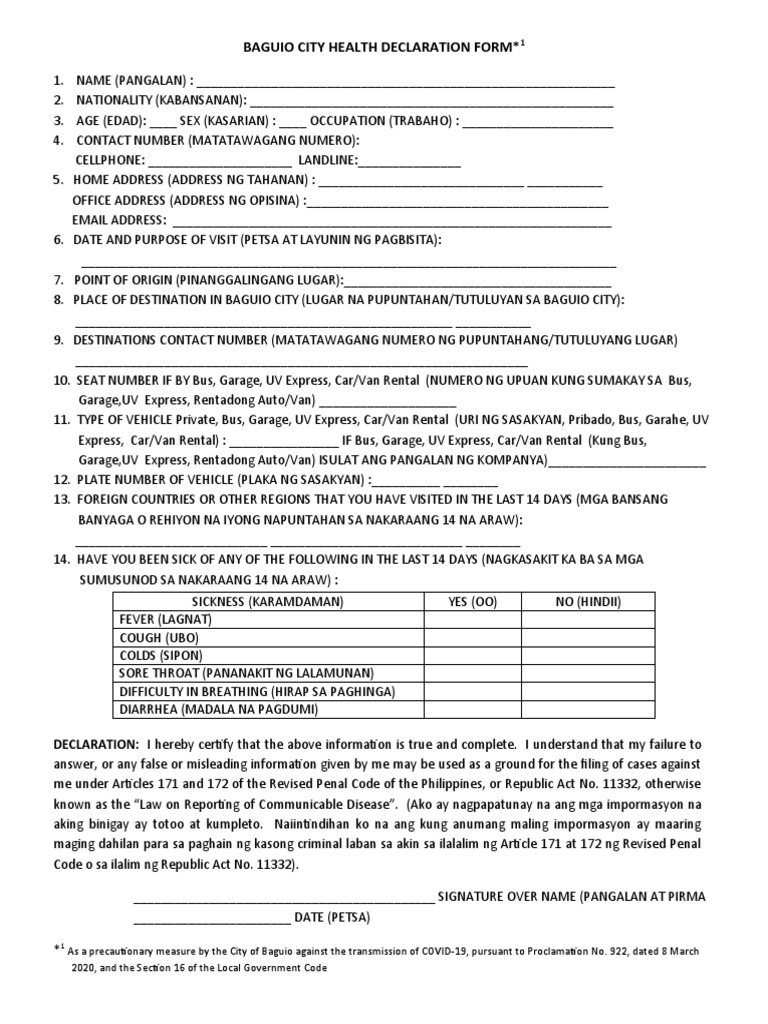 BAGUIO CITY HEALTH DECLARATION FORM*1
1. NAME (PANGALAN) : ____________________
2. NATIONALITY (KABANSANAN): ____________________
3. AGE (EDAD): ____ SEX (KASARIAN) : ____ OCCUPATION (TRABAHO) : ____________________
4. CONTACT NUMBER (MATATAWAGANG NUMERO):
CELLPHONE: ____________________ LANDLINE:_______________
5. HOME ADDRESS (ADDRESS NG TAHANAN) : ____________________ ___________
OFFICE ADDRESS (ADDRESS NG OPISINA) :____________________
EMAIL ADDRESS: ____________________
6. DATE AND PURPOSE OF VISIT (PETSA AT LAYUNIN NG PAGBISITA):
____________________
7. POINT OF ORIGIN (PINANGGALINGANG LUGAR):____________________
8. PLACE OF DESTINATION IN BAGUIO CITY (LUGAR NA PUPUNTAHAN/TUTULUYAN SA BAGUIO CITY):
____________________ ___________
9. DESTINATIONS CONTACT NUMBER (MATATAWAGANG NUMERO NG PUPUNTAHANG/TUTULUYANG LUGAR)
____________________
10. SEAT NUMBER IF BY Bus, Garage, UV Express, Car/Van Rental (NUMERO NG UPUAN KUNG SUMAKAY SA Bus,
Garage,UV Express, Rentadong Auto/Van) ____________________
11. TYPE OF VEHICLE Private, Bus, Garage, UV Express, Car/Van Rental (URI NG SASAKYAN, Pribado, Bus, Garahe, UV
Express, Car/Van Rental) : ________________ IF Bus, Garage, UV Express, Car/Van Rental (Kung Bus,
Garage,UV Express, Rentadong Auto/Van) ISULAT ANG PANGALAN NG KOMPANYA)____________________
12. PLATE NUMBER OF VEHICLE (PLAKA NG SASAKYAN) :__________ ________
13. FOREIGN COUNTRIES OR OTHER REGIONS THAT YOU HAVE VISITED IN THE LAST 14 DAYS (MGA BANSANG
BANYAGA O REHIYON NA IYONG NAPUNTAHAN SA NAKARAANG 14 NA ARAW):
____________________ ____________________ ________
14. HAVE YOU BEEN SICK OF ANY OF THE FOLLOWING IN THE LAST 14 DAYS (NAGKASAKIT KA BA SA MGA
SUMUSUNOD SA NAKARAANG 14 NA ARAW) :
SICKNESS (KARAMDAMAN) YES (OO) NO (HINDII)
FEVER (LAGNAT)
COUGH (UBO)
COLDS (SIPON)
SORE THROAT (PANANAKIT NG LALAMUNAN)
DIFFICULTY IN BREATHING (HIRAP SA PAGHINGA)
DIARRHEA (MADALA NA PAGDUMI)
DECLARATION: I hereby certify that the above information is true and complete. I understand that my failure to
answer, or any false or misleading information given by me may be used as a ground for the filing of cases against
me under Articles 171 and 172 of the Revised Penal Code of the Philippines, or Republic Act No. 11332, otherwise
known as the “Law on Reporting of Communicable Disease”. (Ako ay nagpapatunay na ang mga impormasyon na
aking binigay ay totoo at kumpleto. Naiintindihan ko na ang kung anumang maling impormasyon ay maaring
maging dahilan para sa paghain ng kasong criminal laban sa akin sa ilalalim ng Article 171 at 172 ng Revised Penal
Code o sa ilalim ng Republic Act No. 11332).
____________________ SIGNATURE OVER NAME (PANGALAN AT PIRMA
____________________ DATE (PETSA)
*1 As a precautionary measure by the City of Baguio against the transmission of COVID-19, pursuant to Proclamation No. 922, dated 8 March
2020, and the Section 16 of the Local Government Code